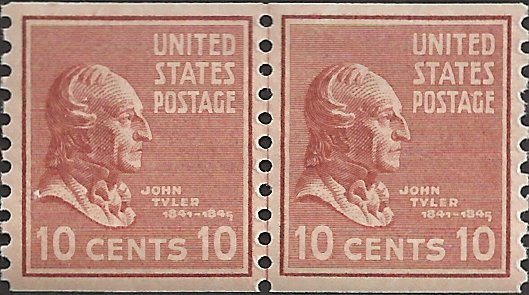 UNITED
STATES
POSTAGE
JOHN
TYLER
1841-1845
10 CENTS 10
UNITED
STATES
POSTAGE
JOHN
TYLER
1841-1845
10 CENTS 10